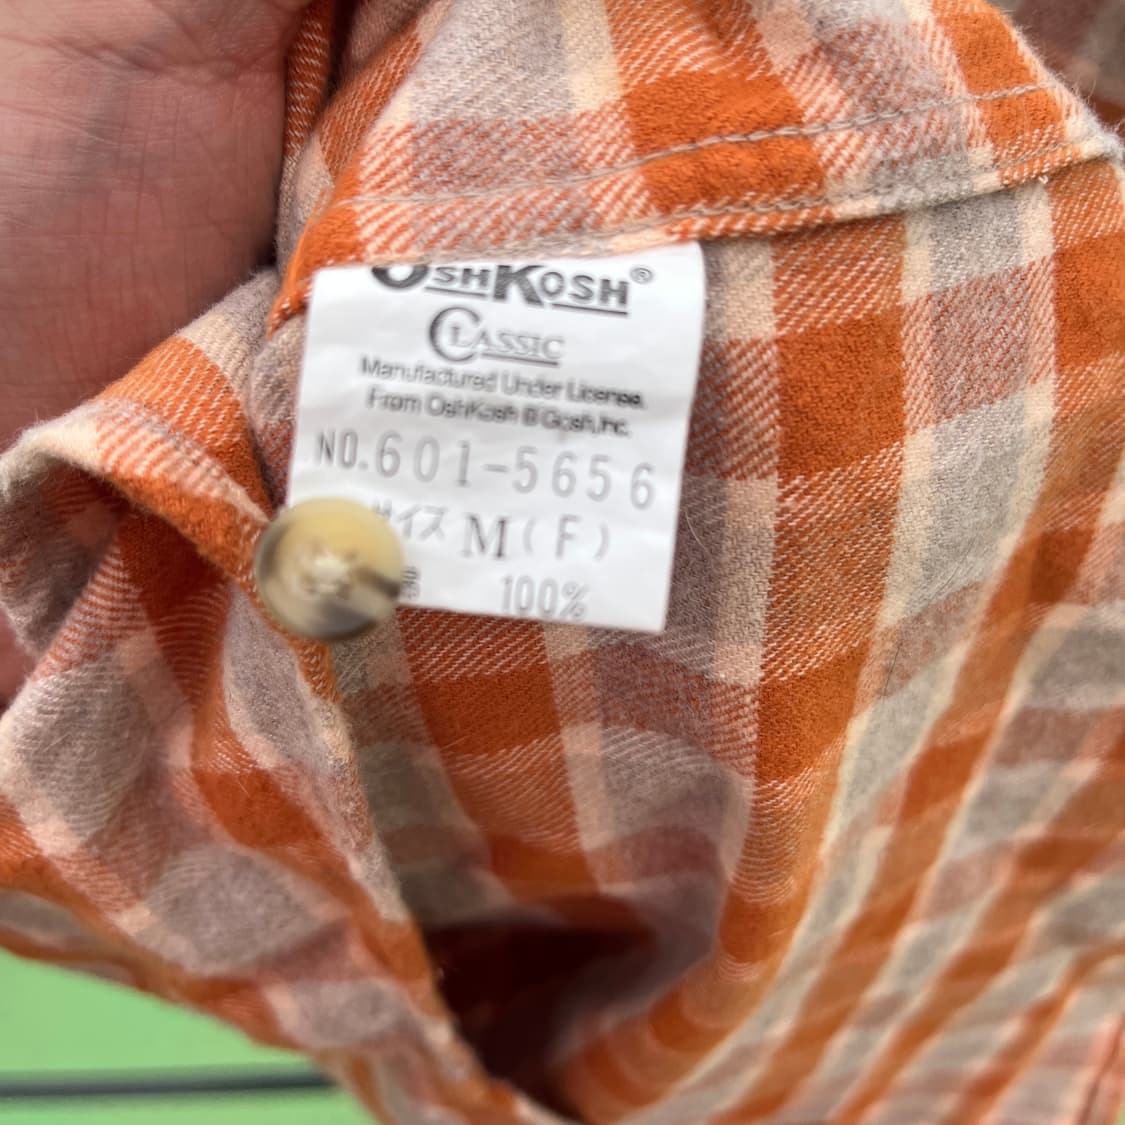 OSHKOSH®
CLASSIC
Manufactured Under License.
From OshKosh B'Gosh,Inc.
NO.601-5656
サイズ M(F)
100%